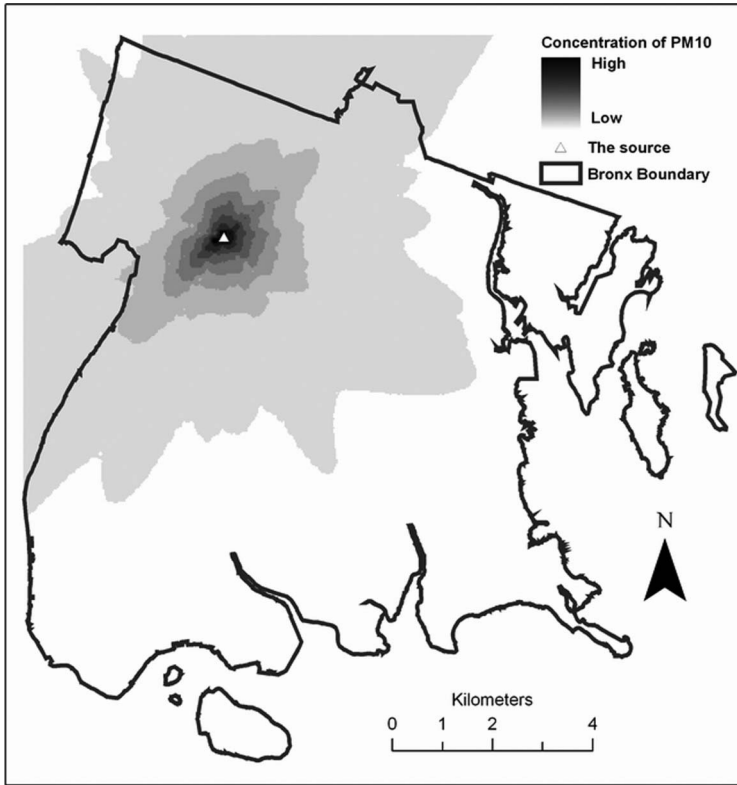 Concentration of PM10
High
Low
The source
Bronx Boundary
N
Kilometers
0 1 2 4